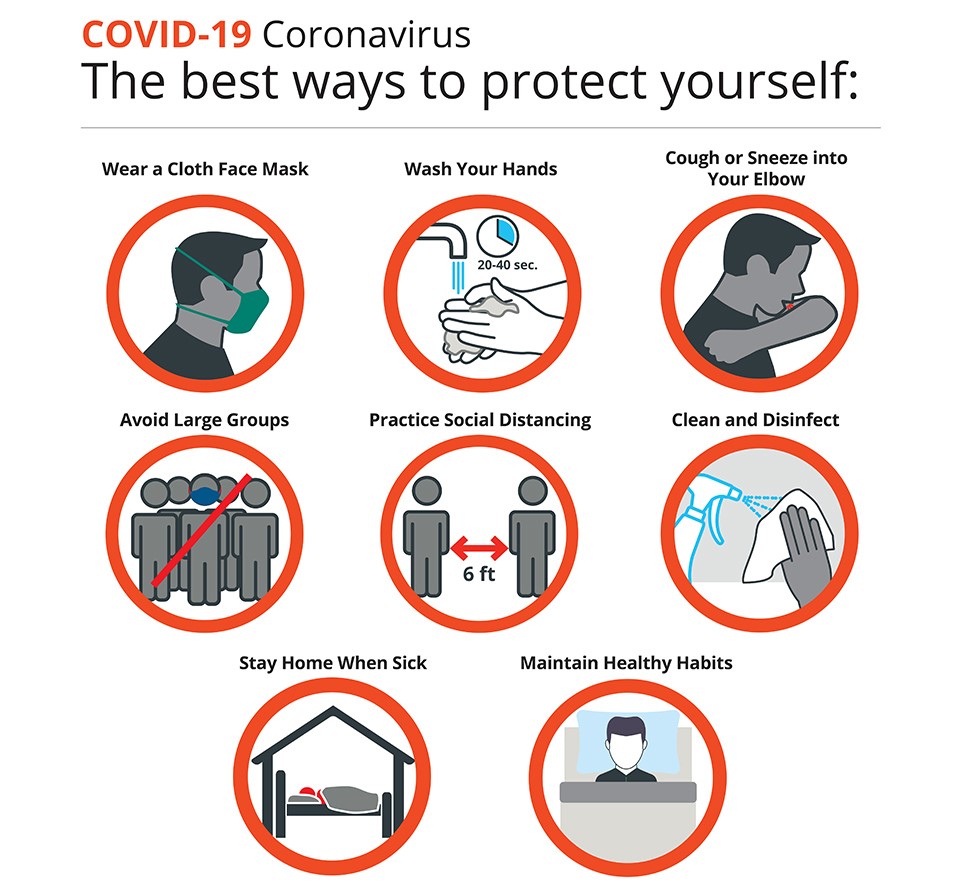 COVID-19 Coronavirus
The best ways to protect yourself:
Wear a Cloth Face Mask
Wash Your Hands
Cough or Sneeze into
Your Elbow
20-40 sec.
Avoid Large Groups
Practice Social Distancing
Clean and Disinfect
6 ft
Stay Home When Sick
Maintain Healthy Habits